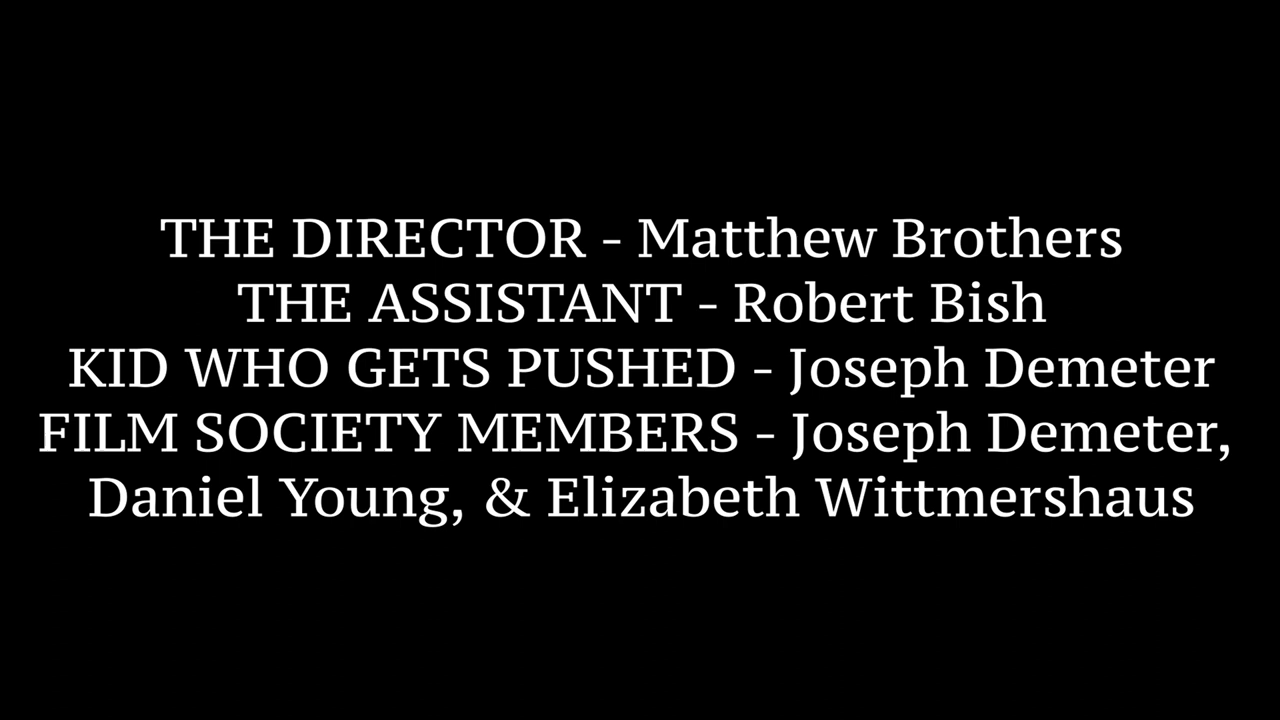 THE DIRECTOR - Matthew Brothers
THE ASSISTANT - Robert Bish
KID WHO GETS PUSHED - Joseph Demeter
FILM SOCIETY MEMBERS - Joseph Demeter,
Daniel Young, & Elizabeth Wittmershaus